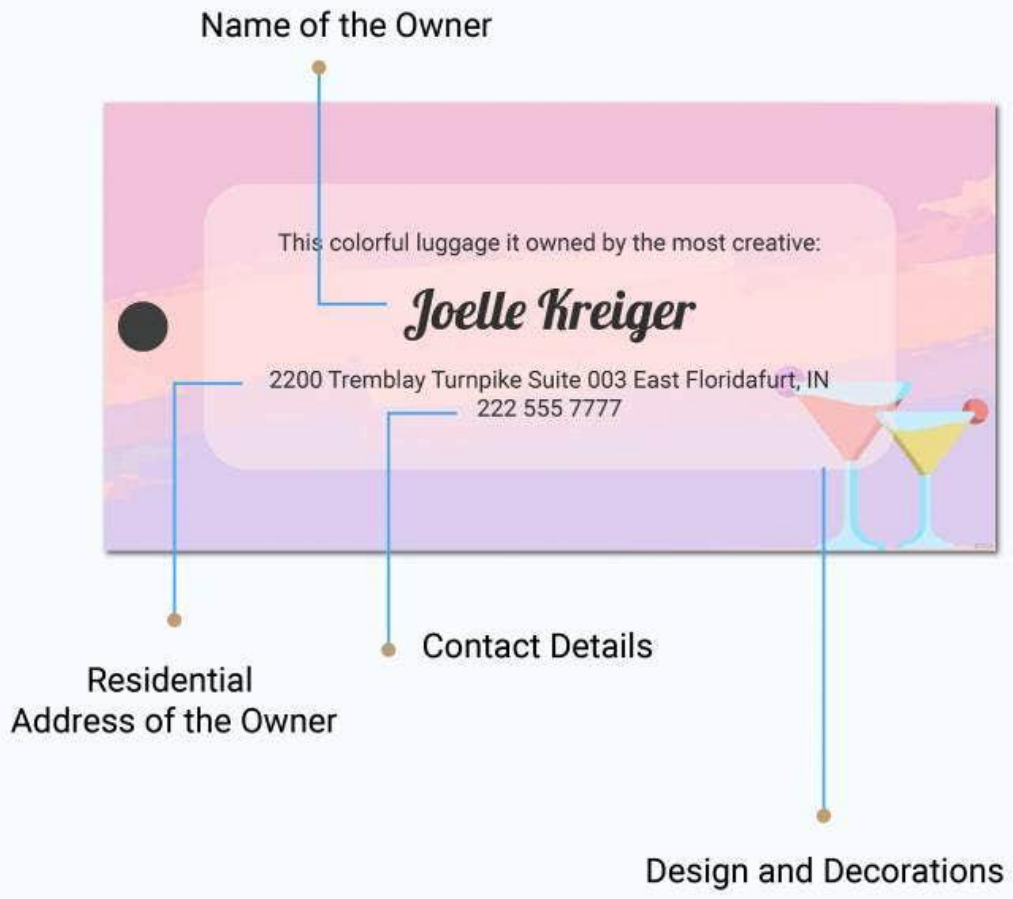 Name of the Owner
This colorful luggage it owned by the most creative:
Joelle Kreiger
2200 Tremblay Turnpike Suite 003 East Floridafurt, IN
222 555 7777
Contact Details
Residential
Address of the Owner
Design and Decorations